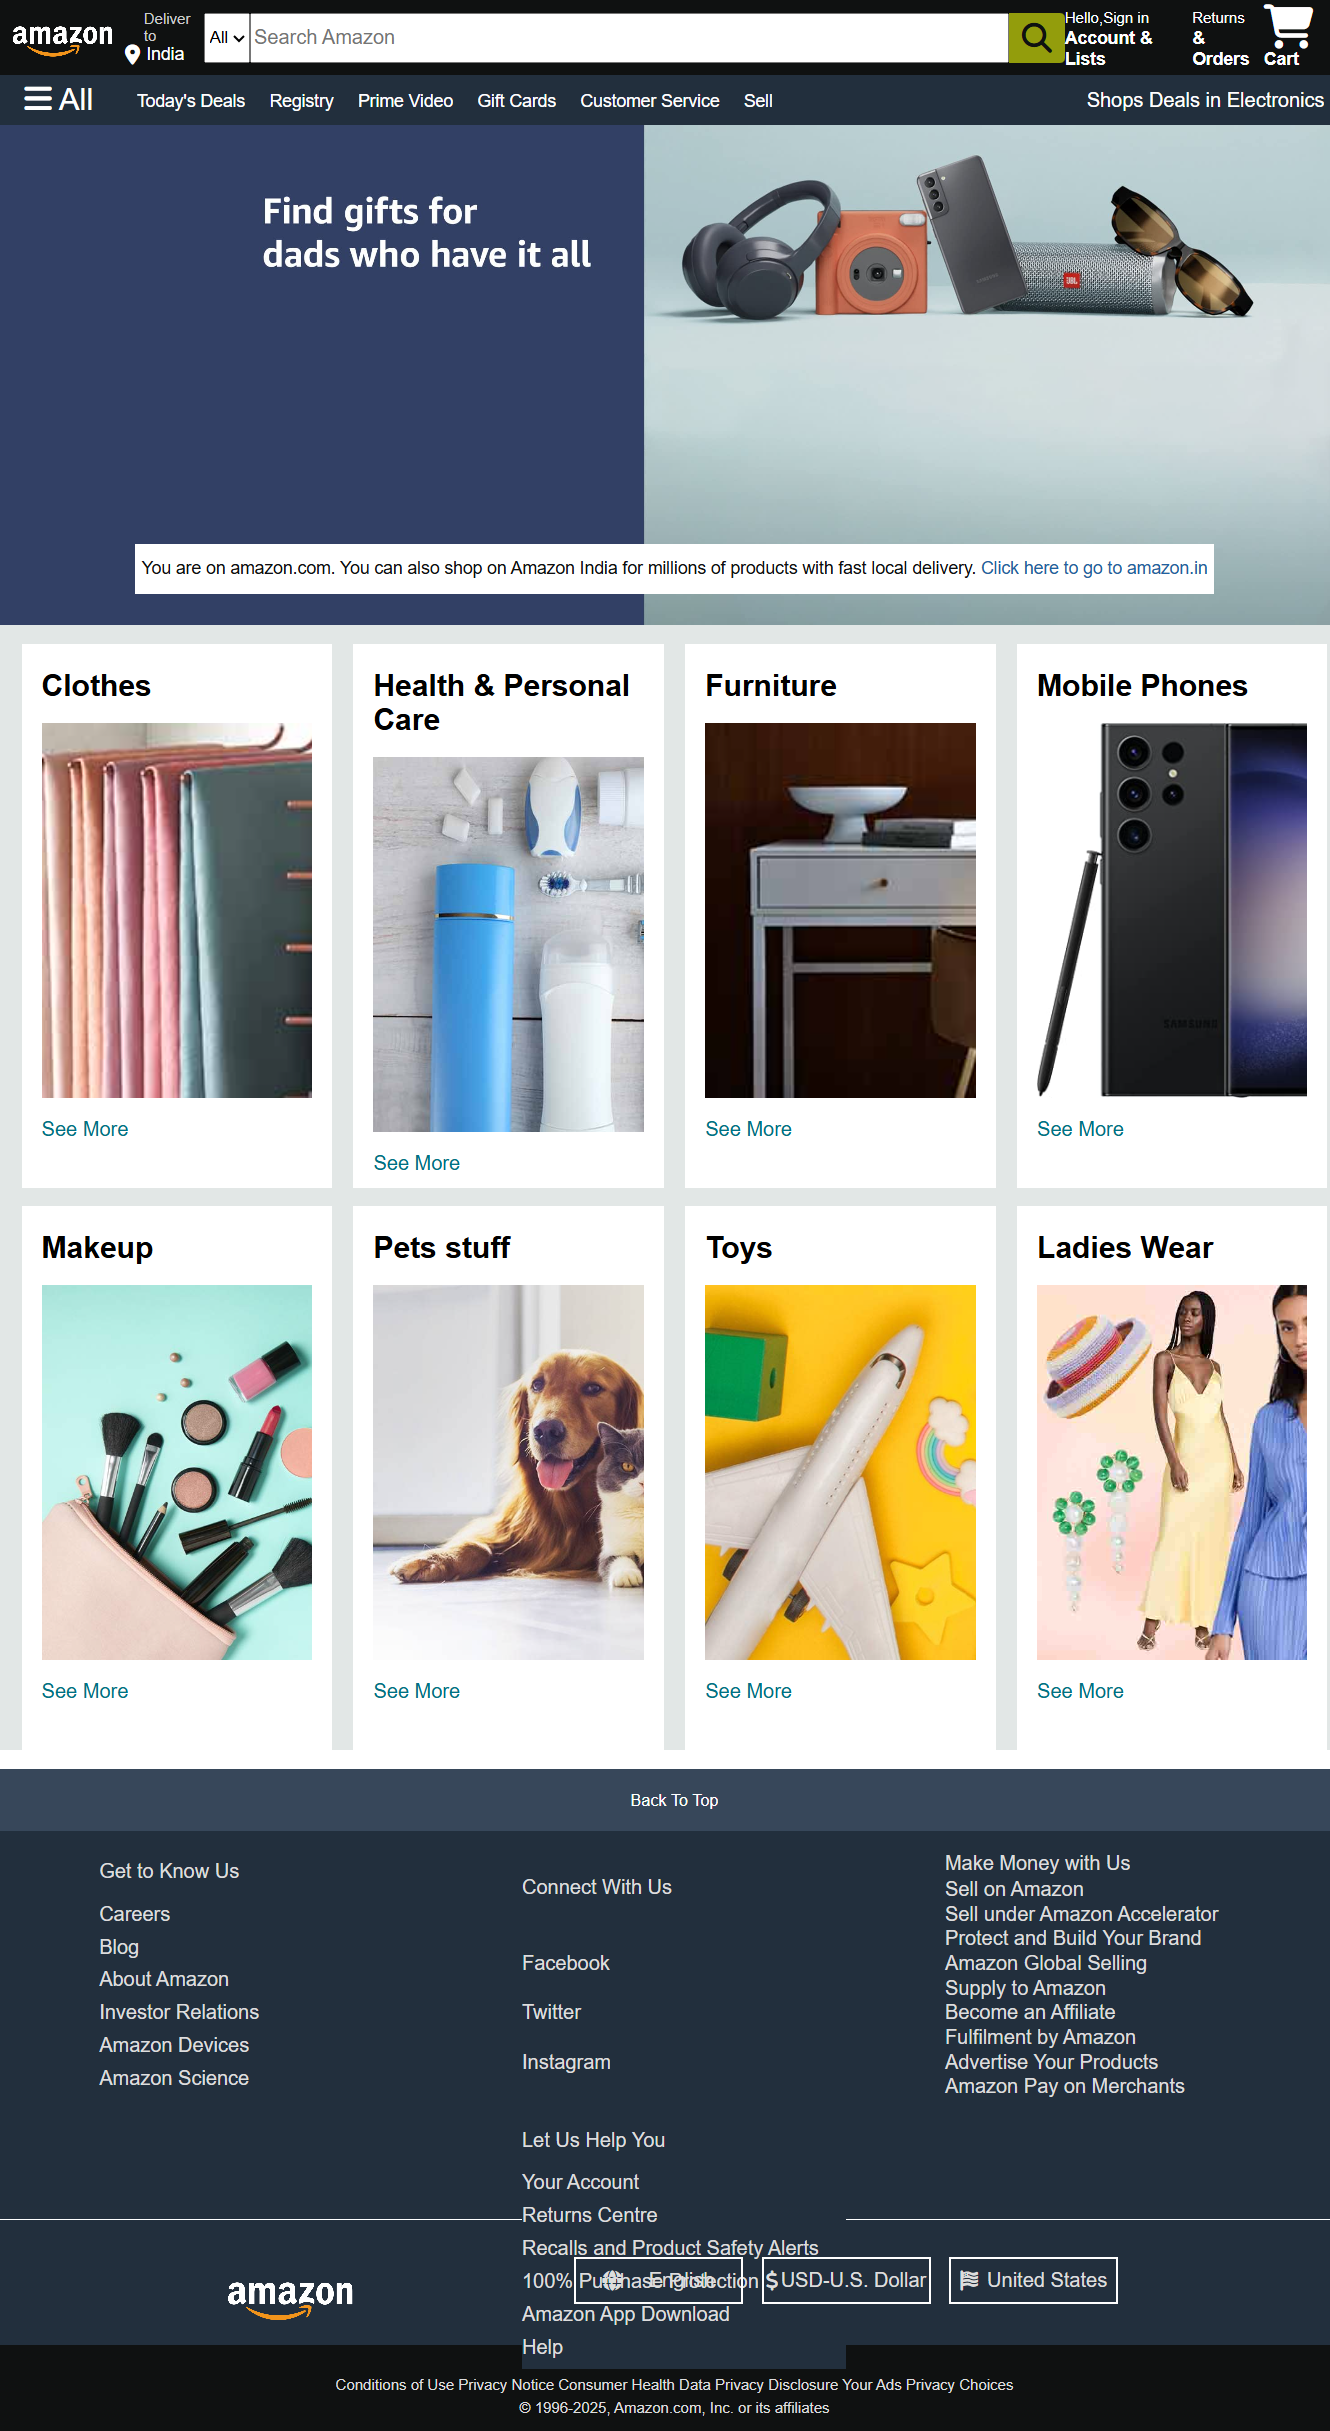 amazon
Deliver
to
India
All
Search Amazon
Hello,Sign in
Account &
Lists
Returns
&
Orders
Cart
All
Today's Deals
Registry
Prime Video
Gift Cards
Customer Service
Sell
Shops Deals in Electronics
Find gifts for
dads who have it all
JBL
SAMSUNG
You are on amazon.com. You can also shop on Amazon India for millions of products with fast local delivery. Click here to go to amazon.in
Clothes
Health & Personal
Care
Furniture
Mobile Phones
SAMSUNG
See More
See More
See More
See More
Makeup
Pets stuff
Toys
Ladies Wear
See More
See More
See More
See More
Back To Top
Get to Know Us
Careers
Blog
About Amazon
Investor Relations
Amazon Devices
Amazon Science
Connect With Us
Facebook
Twitter
Instagram
Let Us Help You
Your Account
Returns Centre
Recalls and Product Safety Alerts
100% Purchase Protection
Amazon App Download
Help
Make Money with Us
Sell on Amazon
Sell under Amazon Accelerator
Protect and Build Your Brand
Amazon Global Selling
Supply to Amazon
Become an Affiliate
Fulfilment by Amazon
Advertise Your Products
Amazon Pay on Merchants
amazon
English
$ USD-U.S. Dollar
United States
Conditions of Use Privacy Notice Consumer Health Data Privacy Disclosure Your Ads Privacy Choices
© 1996-2025, Amazon.com, Inc. or its affiliates